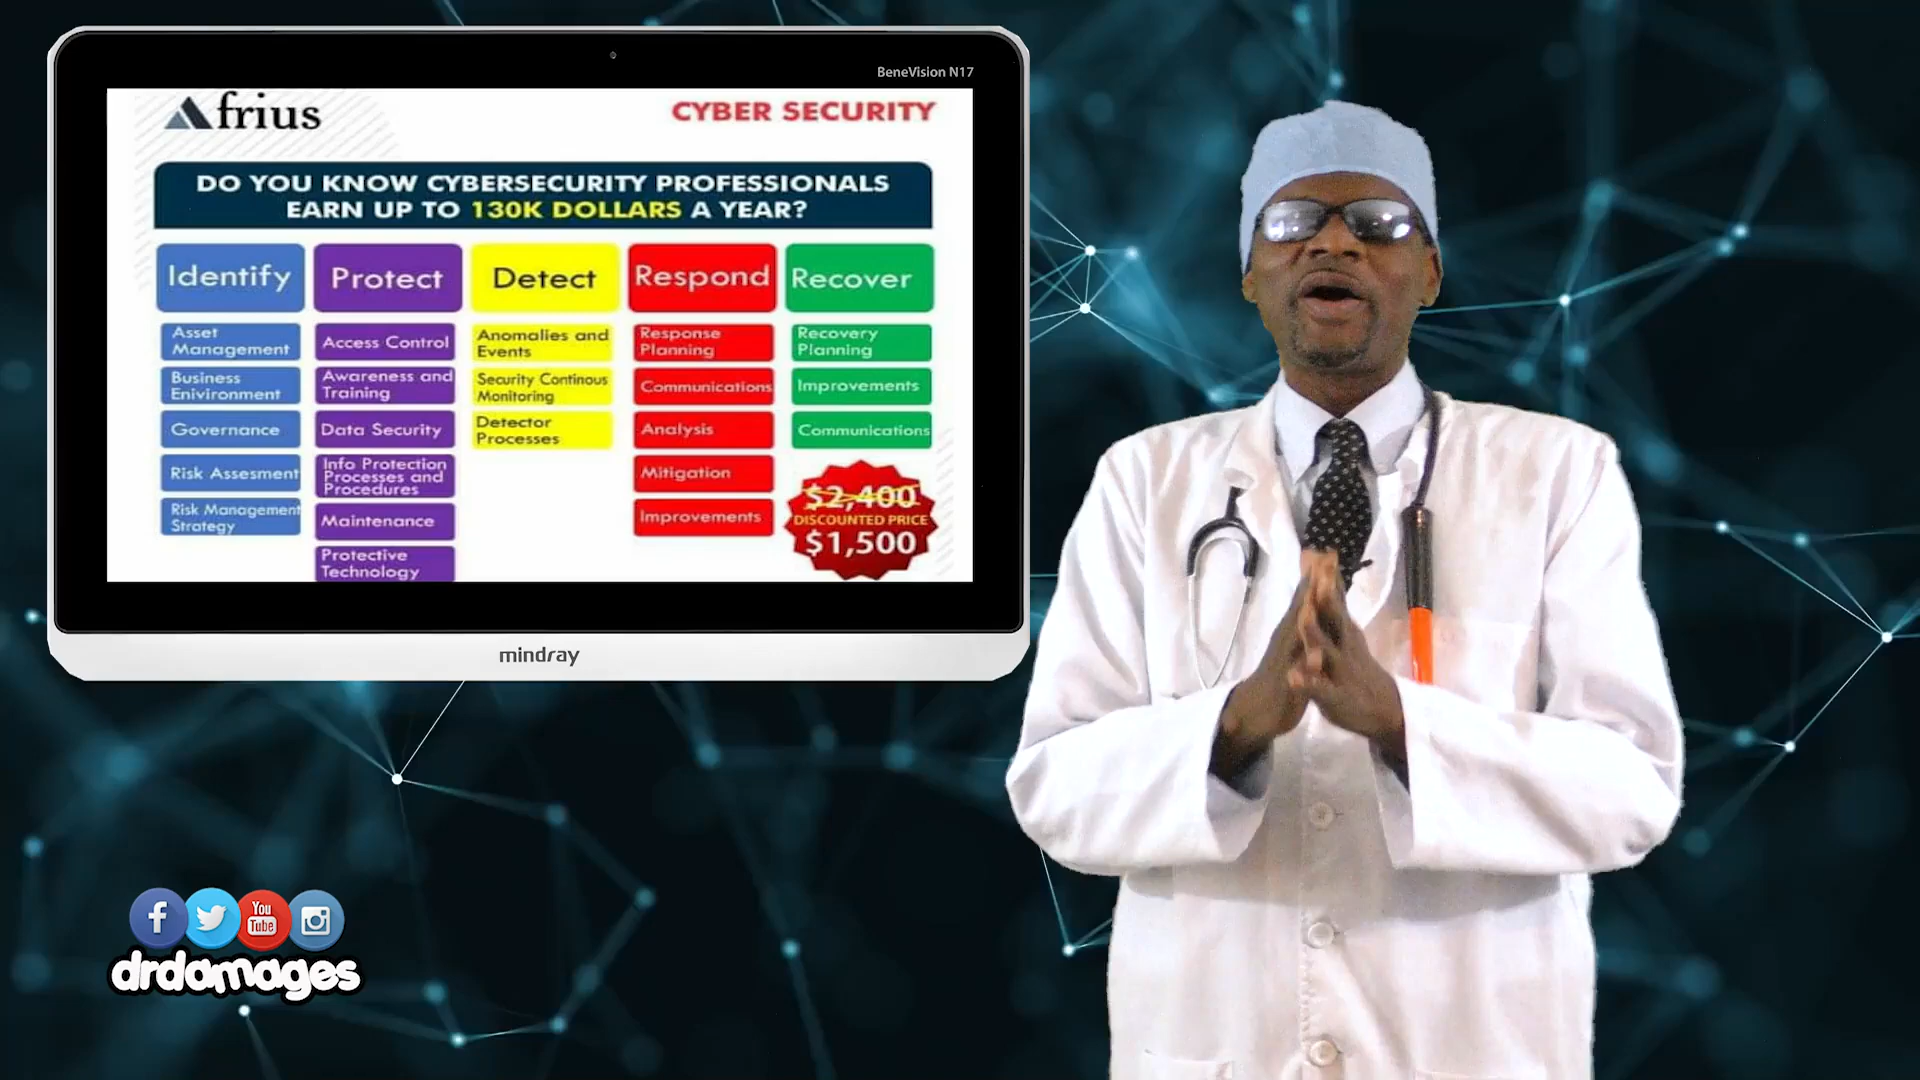 BeneVision N17
Afrius
CYBER SECURITY
DO YOU KNOW CYBERSECURITY PROFESSIONALS
EARN UP TO 130K DOLLARS A YEAR?
Identify
Asset
Management
Business
Enivironment
Governance
Risk Assesment
Risk Management
Strategy
Protect
Access Control
Awareness and
Training
Data Security
Info Protection
Processes and
Procedures
Maintenance
Protective
Technology
Detect
Anomalies and
Events
Security Continous
Monitoring
Detector
Processes
Respond
Response
Planning
Communications
Analysis
Mitigation
Improvements
Recover
Recovery
Planning
Improvements
Communications
$2,400
DISCOUNTED PRICE
$1,500
mindray
f
You
Tube
drdamages